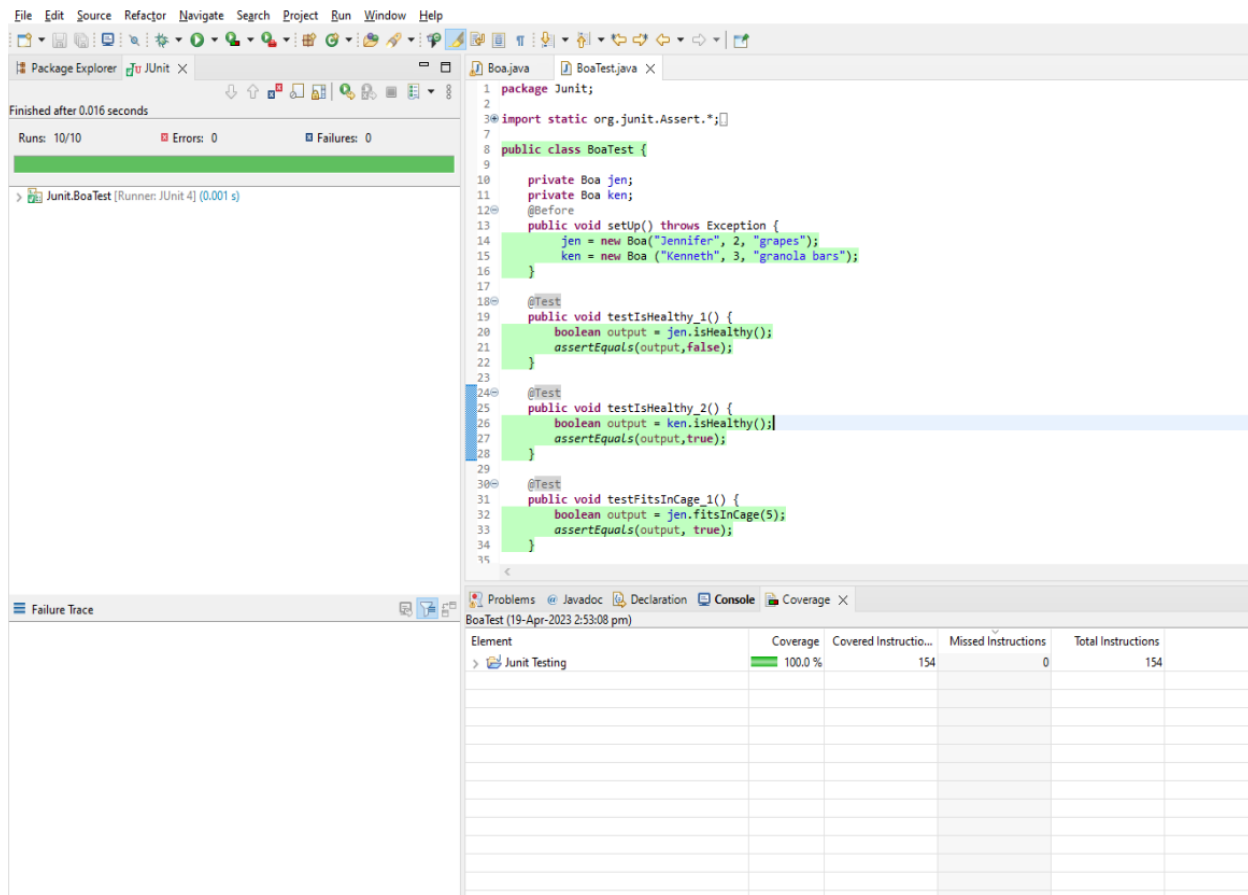 File Edit Source Refactor Navigate Search Project Run Window Help
Package Explorer JUnit
Finished after 0.016 seconds
Runs: 10/10 Errors: 0 Failures: 0
Junit.BoaTest [Runner: JUnit 4] (0.001 s)
Failure Trace
Boa.java BoaTest.java
1 package Junit;
2
3 import static org.junit.Assert.*;
7
8 public class BoaTest {
9
10 private Boa jen;
11 private Boa ken;
12 @Before
13 public void setUp() throws Exception {
14 jen = new Boa("Jennifer", 2, "grapes");
15 ken = new Boa ("Kenneth", 3, "granola bars");
16 }
17
18 @Test
19 public void testIsHealthy_1() {
20 boolean output = jen.isHealthy();
21 assertEquals(output,false);
22 }
23
24 @Test
25 public void testIsHealthy_2() {
26 boolean output = ken.isHealthy();
27 assertEquals(output,true);
28 }
29
30 @Test
31 public void testFitsInCage_1() {
32 boolean output = jen.fitsInCage(5);
33 assertEquals(output, true);
34 }
35
Problems Javadoc Declaration Console Coverage
BoaTest (19-Apr-2023 2:53:08 pm)
Element Coverage Covered Instructio... Missed Instructions Total Instructions
Junit Testing 100.0 % 154 0 154